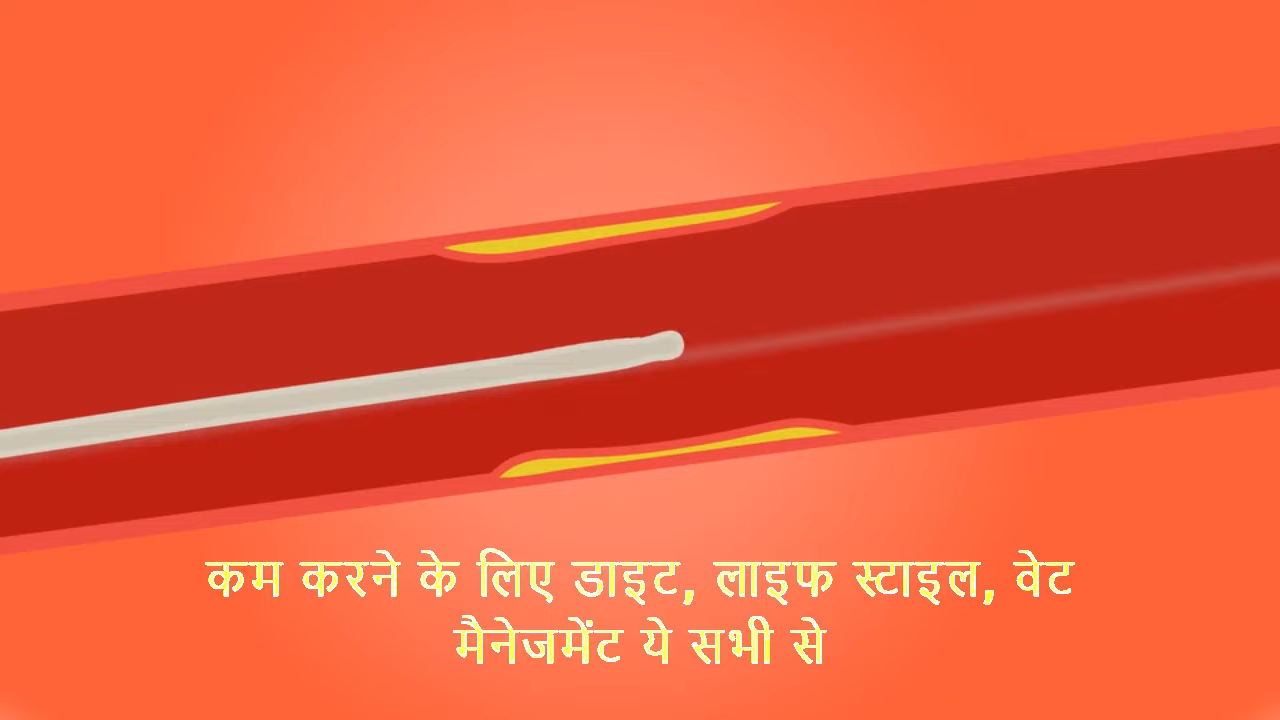 कम करने के लिए डाइट, लाइफ स्टाइल, वेट
मैनेजमेंट ये सभी से